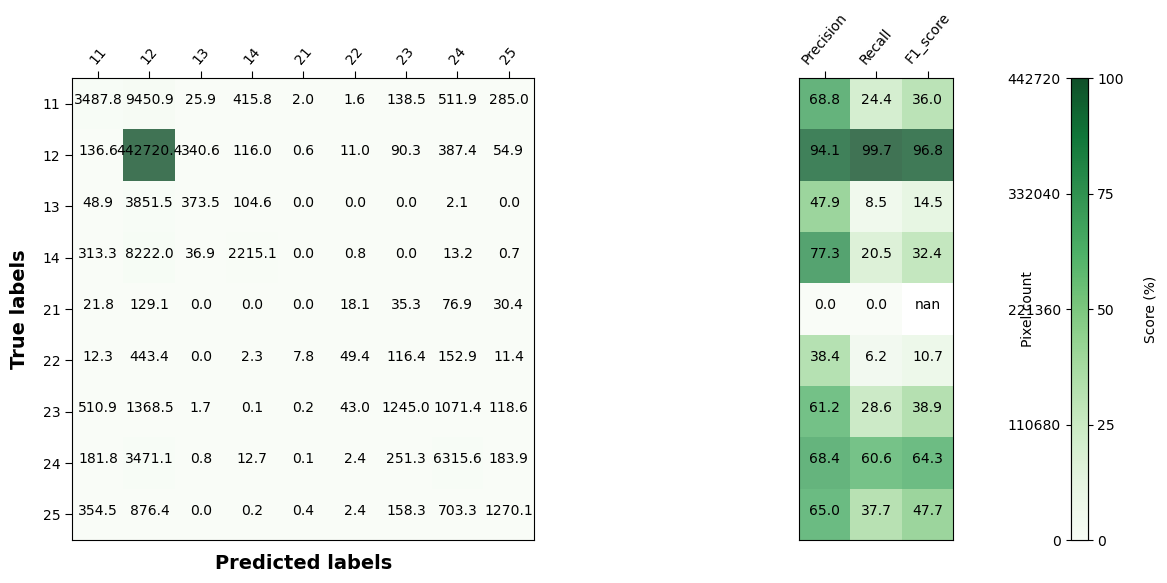 11 12 13 14 21 22 23 24 25
Precision Recall F1_score
11 3487.8 9450.9 25.9 415.8 2.0 1.6 138.5 511.9 285.0
68.8 24.4 36.0
12 136.6 442720.4 340.6 116.0 0.6 11.0 90.3 387.4 54.9
94.1 99.7 96.8
13 48.9 3851.5 373.5 104.6 0.0 0.0 0.0 2.1 0.0
47.9 8.5 14.5
14 313.3 8222.0 36.9 2215.1 0.0 0.8 0.0 13.2 0.7
77.3 20.5 32.4
21 21.8 129.1 0.0 0.0 0.0 18.1 35.3 76.9 30.4
0.0 0.0 nan
22 12.3 443.4 0.0 2.3 7.8 49.4 116.4 152.9 11.4
38.4 6.2 10.7
23 510.9 1368.5 1.7 0.1 0.2 43.0 1245.0 1071.4 118.6
61.2 28.6 38.9
24 181.8 3471.1 0.8 12.7 0.1 2.4 251.3 6315.6 183.9
68.4 60.6 64.3
25 354.5 876.4 0.0 0.2 0.4 2.4 158.3 703.3 1270.1
65.0 37.7 47.7
True labels
Predicted labels
442720 100
332040 75
221360 50
110680 25
0 0
Pixel count
Score (%)